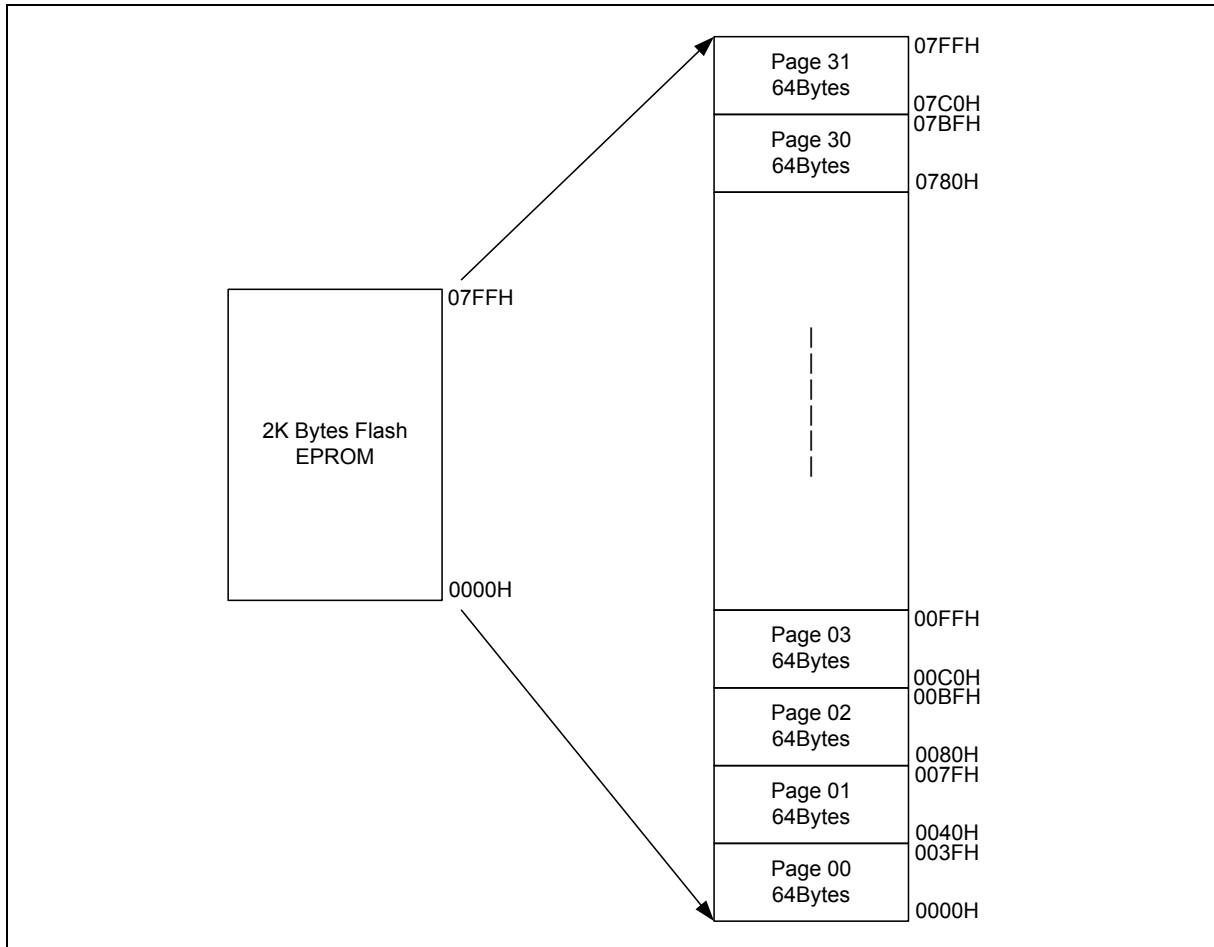 07FFH
Page 31
64Bytes
07C0H
07BFH
Page 30
64Bytes
0780H
07FFH
2K Bytes Flash
EPROM
0000H
00FFH
Page 03
64Bytes
00C0H
00BFH
Page 02
64Bytes
0080H
007FH
Page 01
64Bytes
0040H
003FH
Page 00
64Bytes
0000H